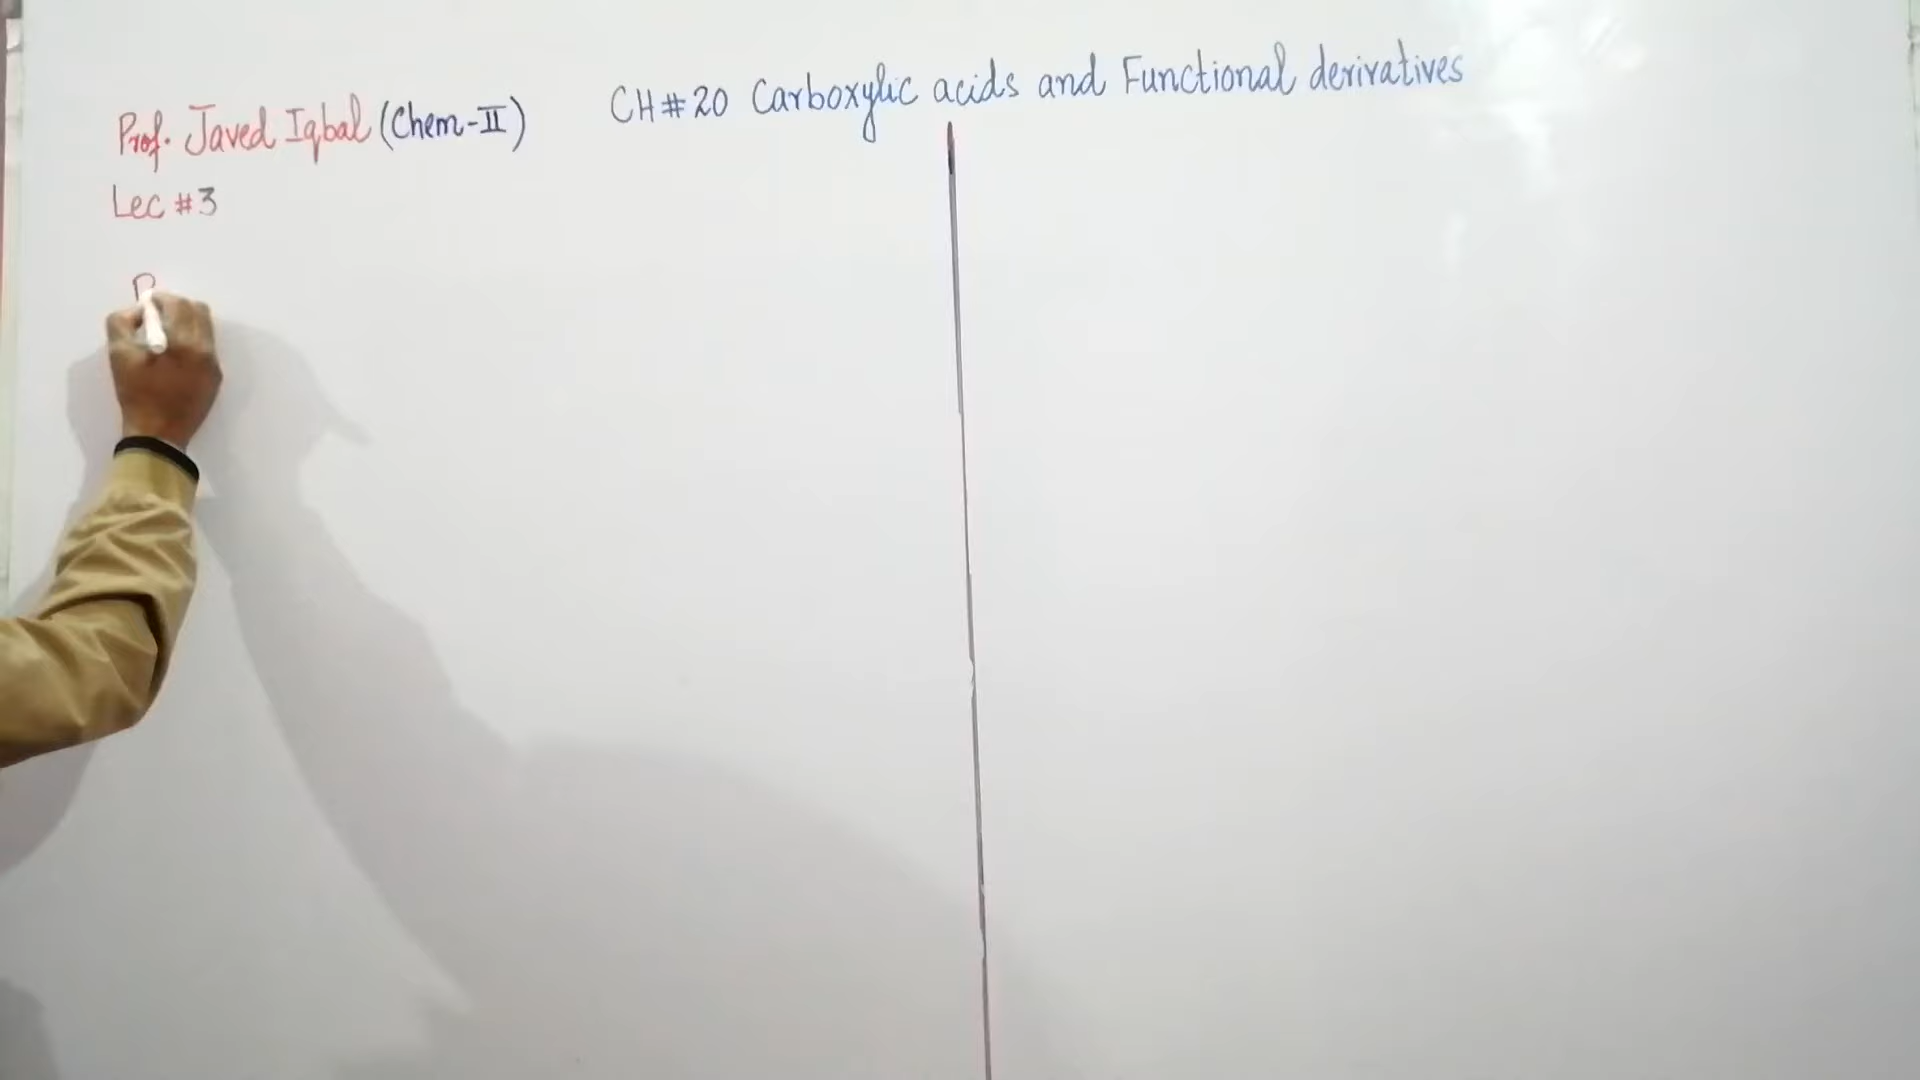 Prof. Javed Iqbal (Chem-II)
CH#20 Carboxylic acids and Functional derivatives
Lec #3
P